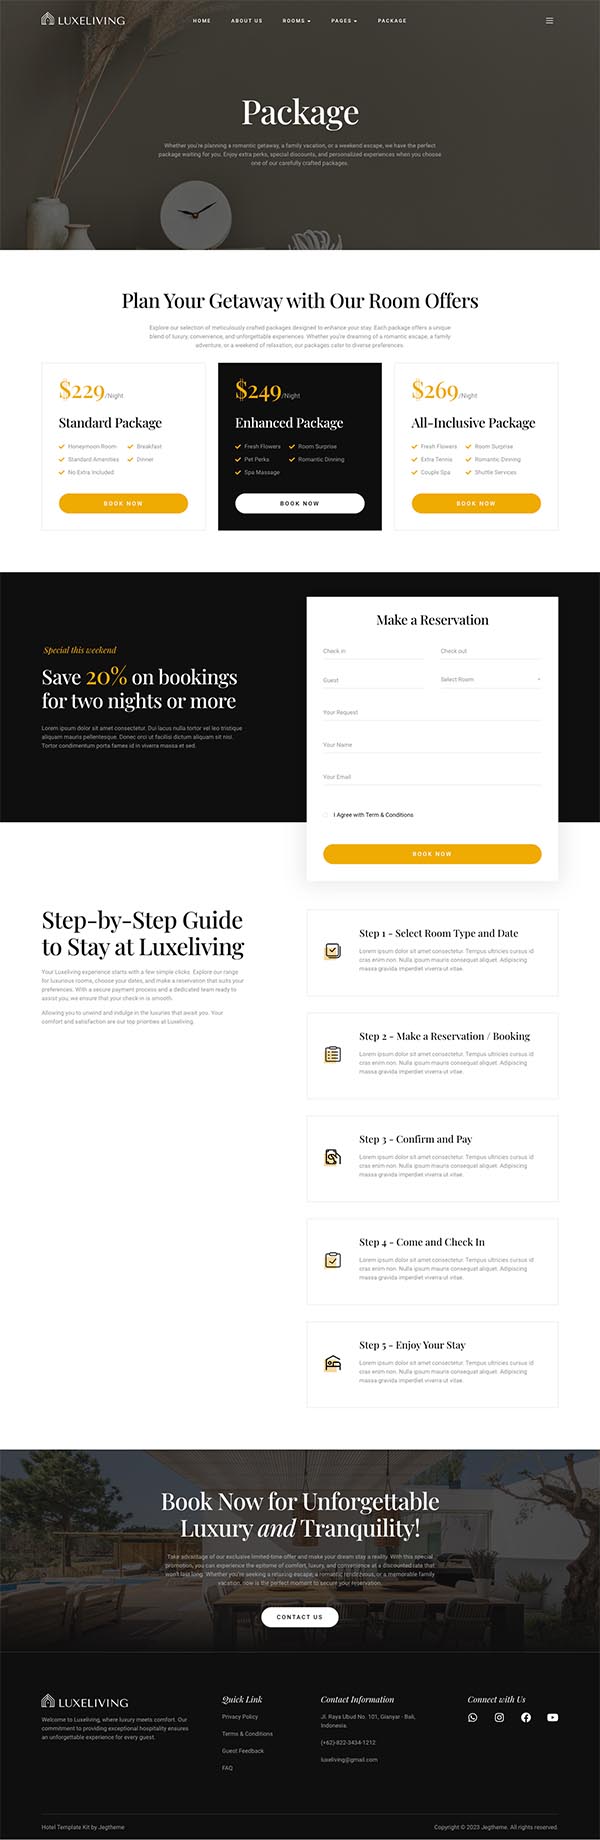 LUXELIVING
HOME ABOUT US ROOMS PAGES PACKAGE
Package
Whether you're planning a romantic getaway, a family vacation, or a weekend escape, we have the perfect
package waiting for you. Enjoy extra perks, special discounts, and personalized experiences when you choose
one of our carefully crafted packages.
Plan Your Getaway with Our Room Offers
Explore our selection of meticulously crafted packages designed to enhance your stay. Each package offers a unique
blend of luxury, convenience, and unforgettable experiences. Whether you're dreaming of a romantic escape, a family
adventure, or a weekend of relaxation, our packages cater to diverse preferences.
$229/Night
Standard Package
Honeymoon Room Breakfast
Standard Amenities Dinner
No Extra Included
BOOK NOW
$249/Night
Enhanced Package
Fresh Flowers Room Surprise
Pet Perks Romantic Dinning
Spa Massage
BOOK NOW
$269/Night
All-Inclusive Package
Fresh Flowers Room Surprise
Extra Tennis Romantic Dinning
Couple Spa Shuttle Services
BOOK NOW
Special this weekend
Save 20% on bookings
for two nights or more
Lorem ipsum dolor sit amet consectetur. Dui lacus nulla tortor vel leo tristique
aliquam mauris pellentesque. Donec orci ut facilisi dictum aliquam sit nisi.
Tortor condimentum porta fames id in viverra massa et sed.
Make a Reservation
Check in Check out
Guest Select Room
Your Request
Your Name
Your Email
I Agree with Term & Conditions
BOOK NOW
Step-by-Step Guide
to Stay at Luxeliving
Your Luxeliving experience starts with a few simple clicks. Explore our range
for luxurious rooms, choose your dates, and make a reservation that suits your
preferences. With a secure payment process and a dedicated team ready to
assist you, we ensure that your check-in is smooth.
Allowing you to unwind and indulge in the luxuries that await you. Your
comfort and satisfaction are our top priorities at Luxeliving.
Step 1 - Select Room Type and Date
Lorem ipsum dolor sit amet consectetur. Tempus ultricies cursus id
cras enim non. Nulla ipsum mauris consequat aliquet. Adipiscing
massa gravida imperdiet viverra ut vitae.
Step 2 - Make a Reservation / Booking
Lorem ipsum dolor sit amet consectetur. Tempus ultricies cursus id
cras enim non. Nulla ipsum mauris consequat aliquet. Adipiscing
massa gravida imperdiet viverra ut vitae.
Step 3 - Confirm and Pay
Lorem ipsum dolor sit amet consectetur. Tempus ultricies cursus id
cras enim non. Nulla ipsum mauris consequat aliquet. Adipiscing
massa gravida imperdiet viverra ut vitae.
Step 4 - Come and Check In
Lorem ipsum dolor sit amet consectetur. Tempus ultricies cursus id
cras enim non. Nulla ipsum mauris consequat aliquet. Adipiscing
massa gravida imperdiet viverra ut vitae.
Step 5 - Enjoy Your Stay
Lorem ipsum dolor sit amet consectetur. Tempus ultricies cursus id
cras enim non. Nulla ipsum mauris consequat aliquet. Adipiscing
massa gravida imperdiet viverra ut vitae.
Book Now for Unforgettable
Luxury and Tranquility!
Take advantage of our exclusive limited-time offer and make your dream stay a reality. With this special
promotion, you can experience the epitome of comfort, luxury, and convenience at a discounted rate that
won't last long. Whether you're seeking a relaxing escape, a romantic rendezvous, or a memorable family
vacation, now is the perfect moment to secure your reservation.
CONTACT US
LUXELIVING
Welcome to Luxeliving, where luxury meets comfort. Our
commitment to providing exceptional hospitality ensures
an unforgettable experience for every guest.
Quick Link
Privacy Policy
Terms & Conditions
Guest Feedback
FAQ
Contact Information
Jl. Raya Ubud No. 101, Gianyar - Bali,
Indonesia.
(+62)-822-3434-1212
luxeliving@gmail.com
Connect with Us
Hotel Template Kit by Jegtheme
Copyright © 2023 Jegtheme. All rights reserved.